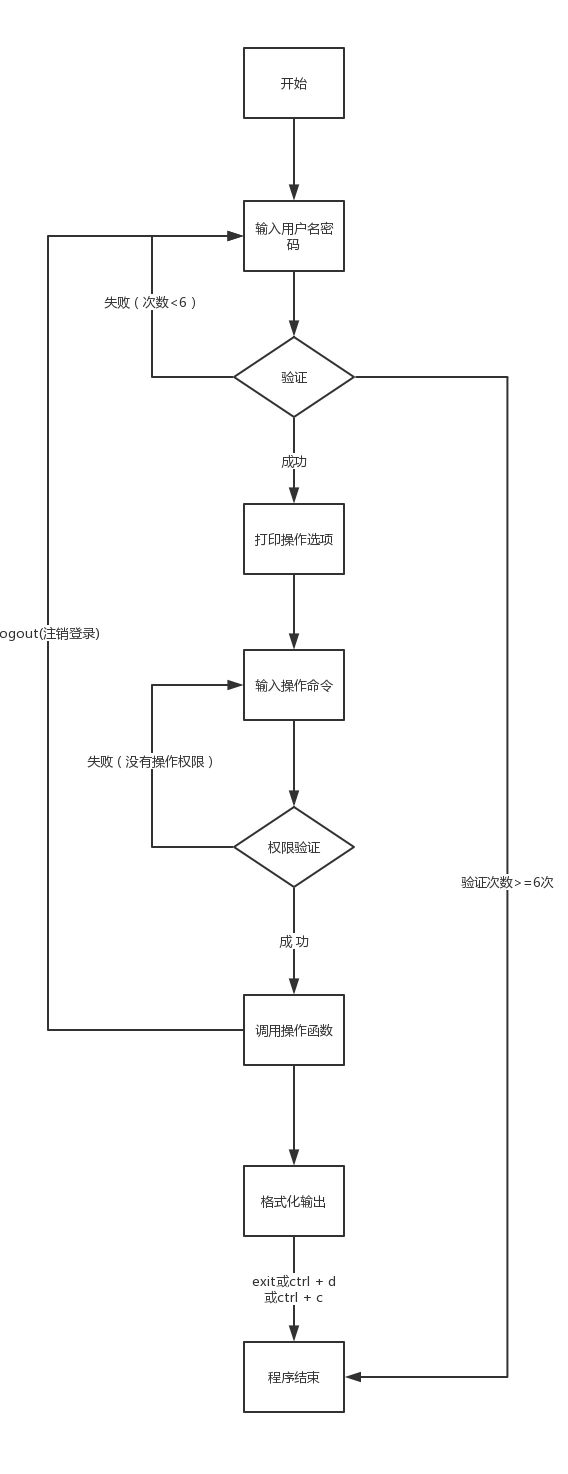 开始
输入用户名密
码
失败（次数<6 ）
验证
成功
打印操作选项
ogout(注销登录)
输入操作命令
失败（没有操作权限）
权限验证
验证次数>=6次
成 功
调用操作函数
格式化输出
exit或ctrl + d
或ctrl + c
程序结束